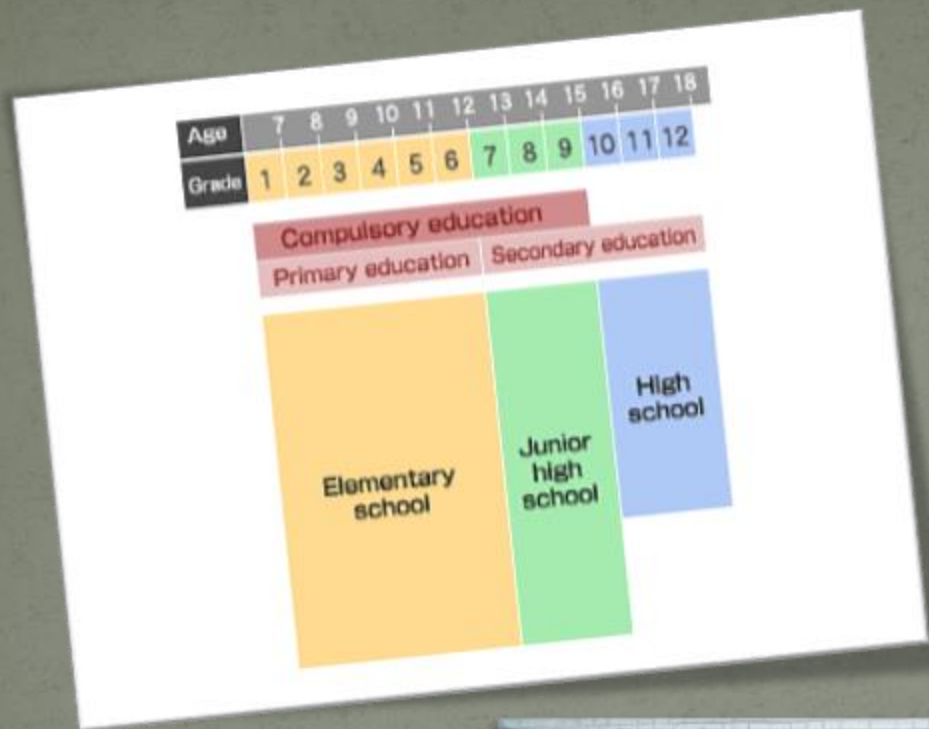 Age 7 8 9 10 11 12 13 14 15 16 17 18
Grade 1 2 3 4 5 6 7 8 9 10 11 12
Compulsory education
Primary education Secondary education
Elementary
school
Junior
high
school
High
school